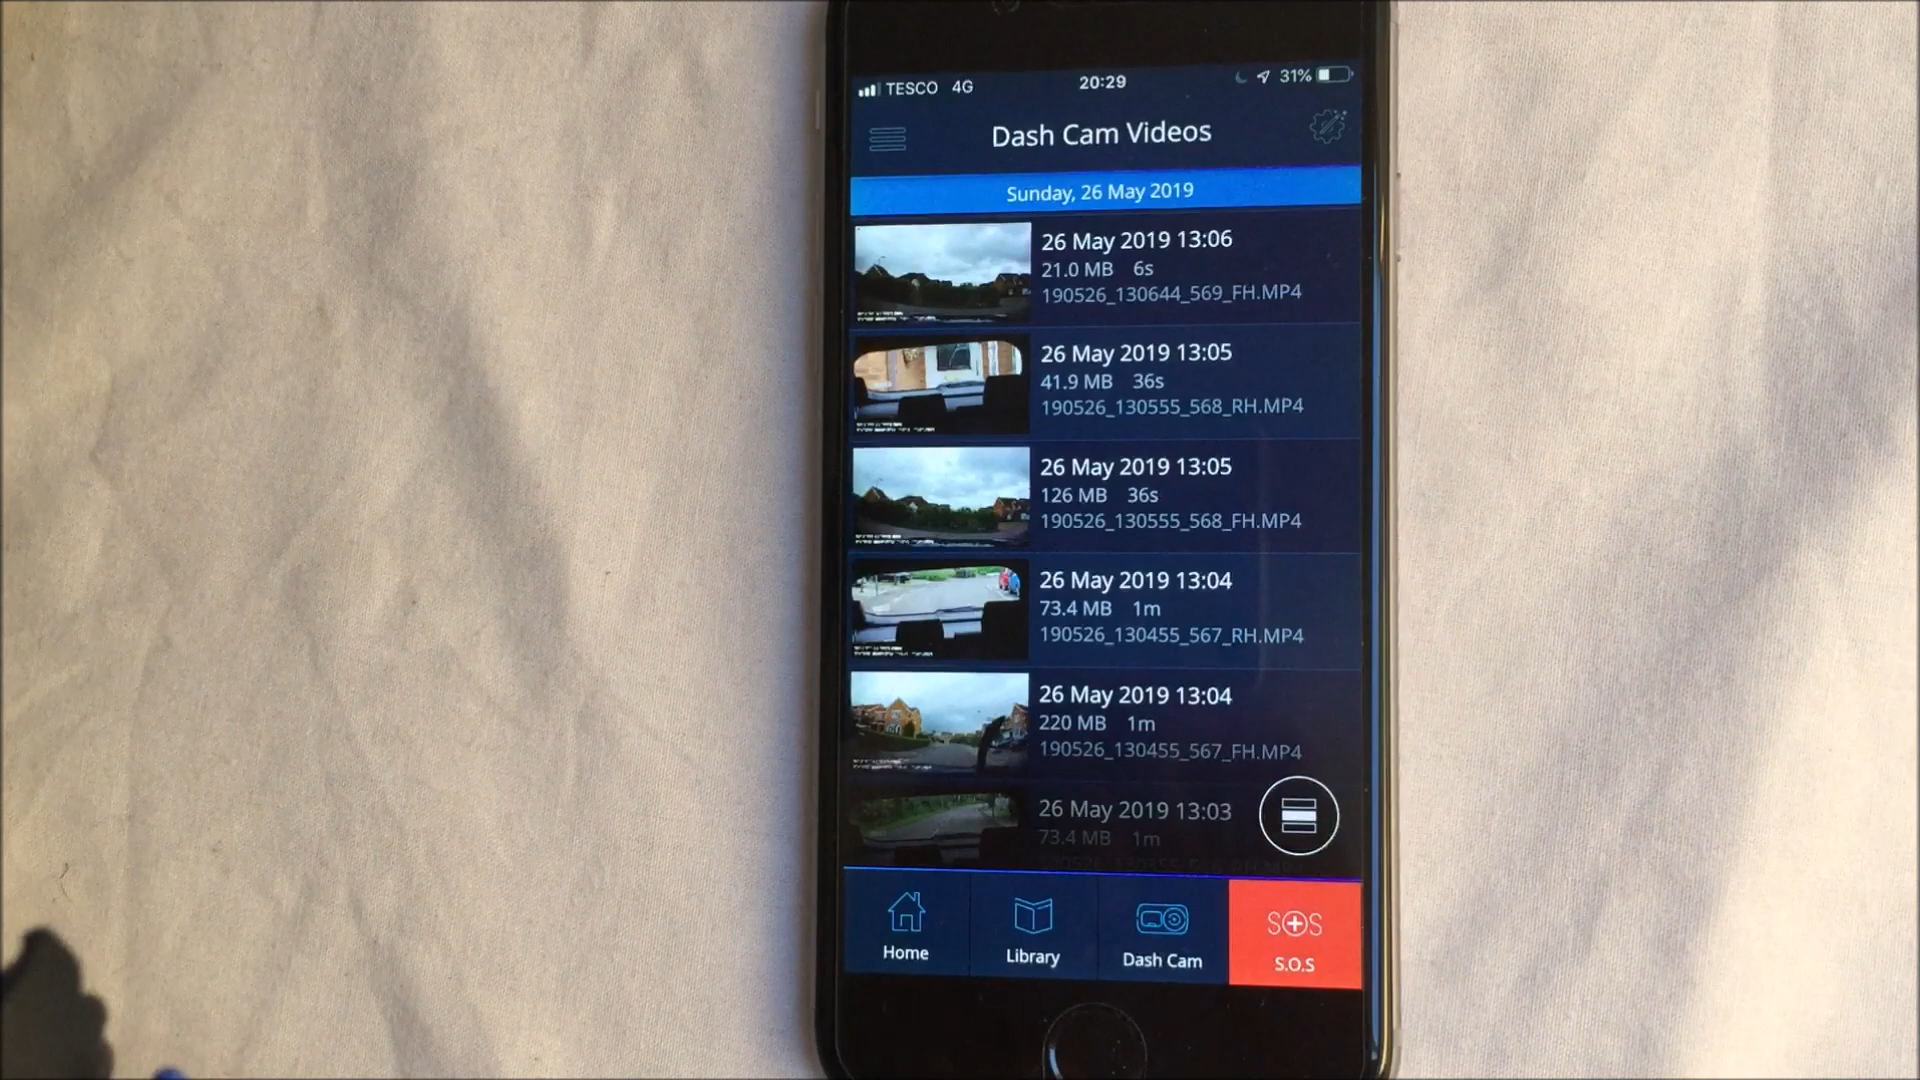 TESCO 4G 20:29 31%
Dash Cam Videos
Sunday, 26 May 2019
26 May 2019 13:06
21.0 MB 6s
190526_130644_569_FH.MP4
26 May 2019 13:05
41.9 MB 36s
190526_130555_568_RH.MP4
26 May 2019 13:05
126 MB 36s
190526_130555_568_FH.MP4
26 May 2019 13:04
73.4 MB 1m
190526_130455_567_RH.MP4
26 May 2019 13:04
220 MB 1m
190526_130455_567_FH.MP4
26 May 2019 13:03
73.4 MB 1m
Home
Library
Dash Cam
SOS
S.O.S